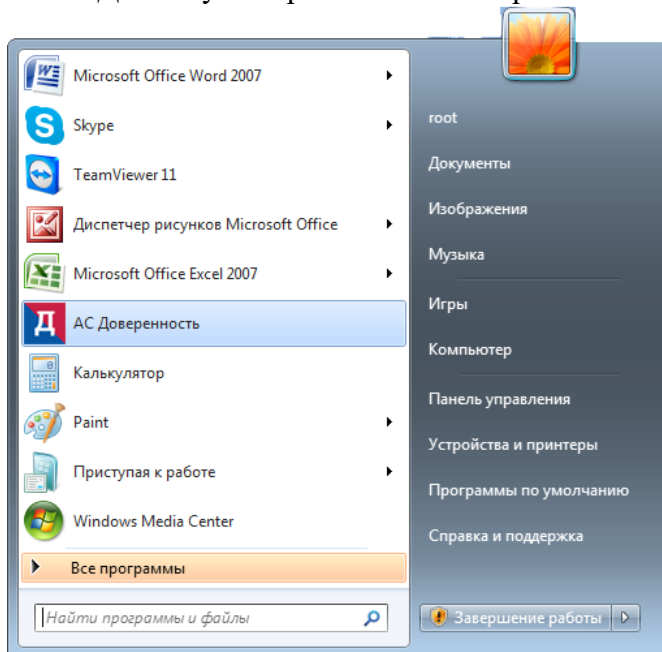 Microsoft Office Word 2007
Skype
TeamViewer 11
Диспетчер рисунков Microsoft Office
Microsoft Office Excel 2007
АС Доверенность
Калькулятор
Paint
Приступая к работе
Windows Media Center
Все программы
Найти программы и файлы
root
Документы
Изображения
Музыка
Игры
Компьютер
Панель управления
Устройства и принтеры
Программы по умолчанию
Справка и поддержка
Завершение работы